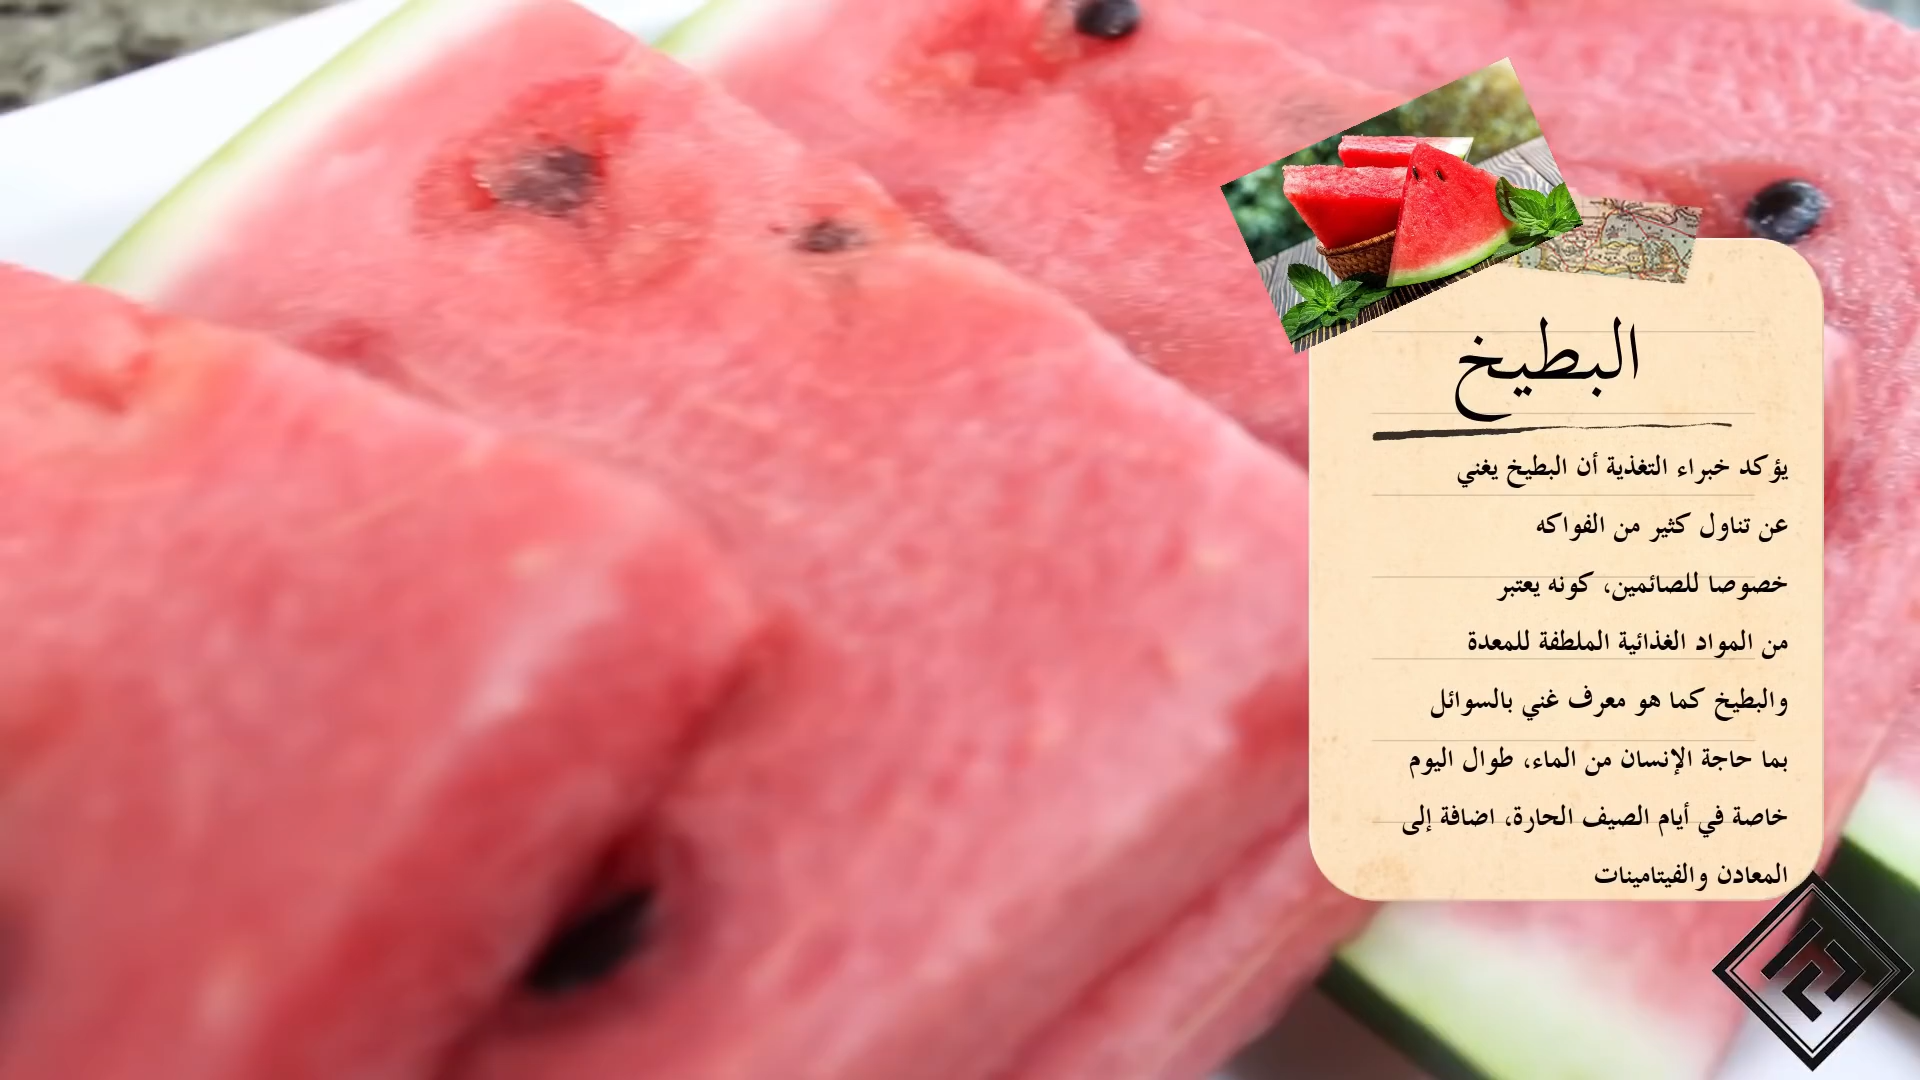 البطيخ
يؤكد خبراء التغذية أن البطيخ يغني
عن تناول كثير من الفواكه
خصوصا للصائمين، كونه يعتبر
من المواد الغذائية الملطفة للمعدة
والبطيخ كما هو معرف غني بالسوائل
بما حاجة الإنسان من الماء، طوال اليوم
خاصة في أيام الصيف الحارة، اضافة إلى
المعادن والفيتامينات